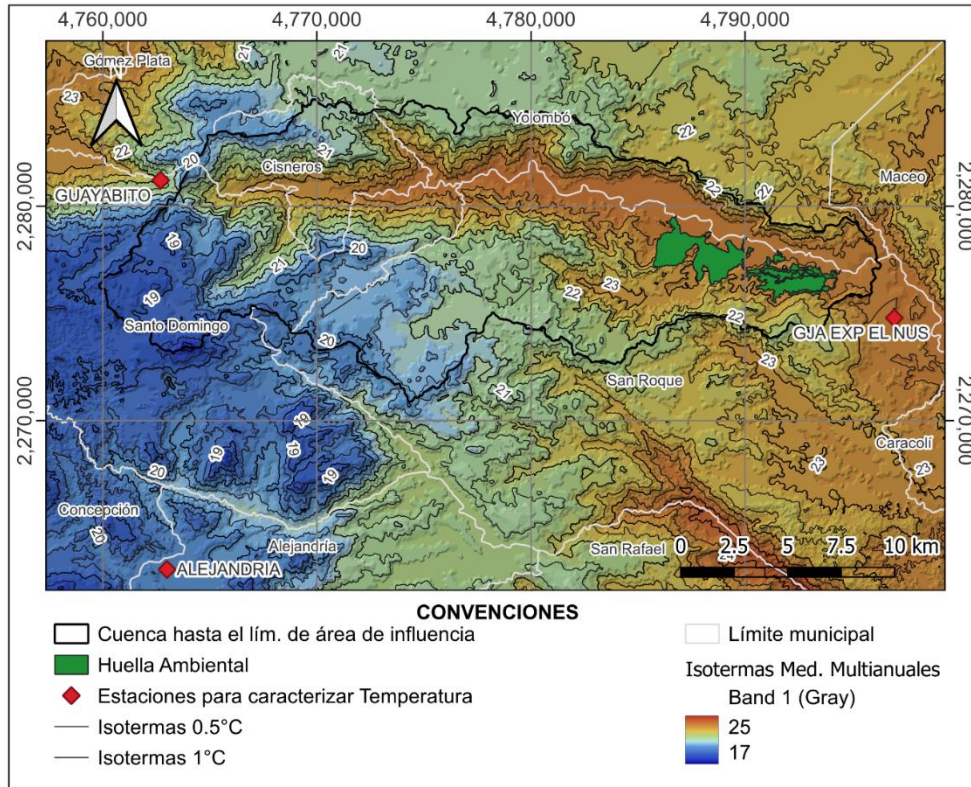 4,760,000 4,770,000 4,780,000 4,790,000
Gómez Plata
21
21
23
22
20
Yolombó
22
Cisneros
21
Maceo
GUAYABITO
22
22
2,280,000
2,280,000
19
20
21
19
23
22
Santo Domingo
20
22
GJA EXP EL NUS
23
San Roque
21
2,270,000
2,270,000
19
19
19
19
Caracolí
20
23
23
Concepción
20
Alejandría
San Rafael
0 2.5 5 7.5 10 km
ALEJANDRIA
CONVENCIONES
Cuenca hasta el lím. de área de influencia
Huella Ambiental
Estaciones para caracterizar Temperatura
Isotermas 0.5°C
Isotermas 1°C
Límite municipal
Isotermas Med. Multianuales
Band 1 (Gray)
25
17